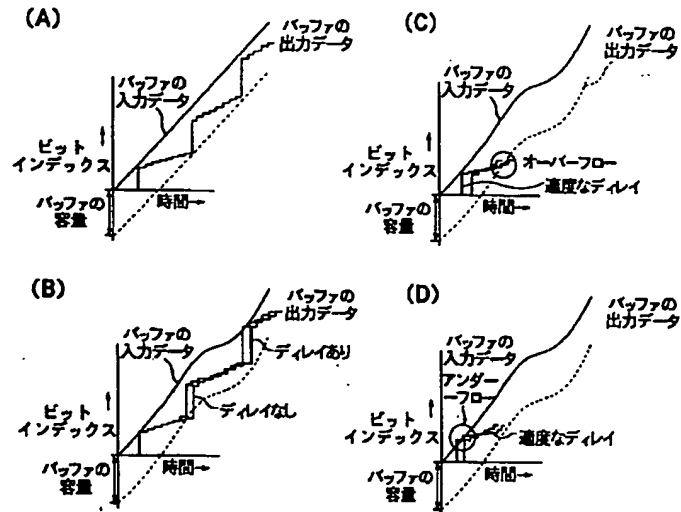 (A)
バッファの
出力データ
バッファの
入力データ
ビット
インデックス
↑
時間→
バッファの
容量
(B)
バッファの
出力データ
バッファの
入力データ
ディレイあり
ディレイなし
ビット
インデックス
↑
時間→
バッファの
容量
(C)
バッファの
出力データ
バッファの
入力データ
ビット
インデックス
↑
オーバーフロー
適度なディレイ
時間→
バッファの
容量
(D)
バッファの
出力データ
バッファの
入力データ
アンダ
ーフロー
ビット
インデックス
↑
適度なディレイ
時間→
バッファの
容量